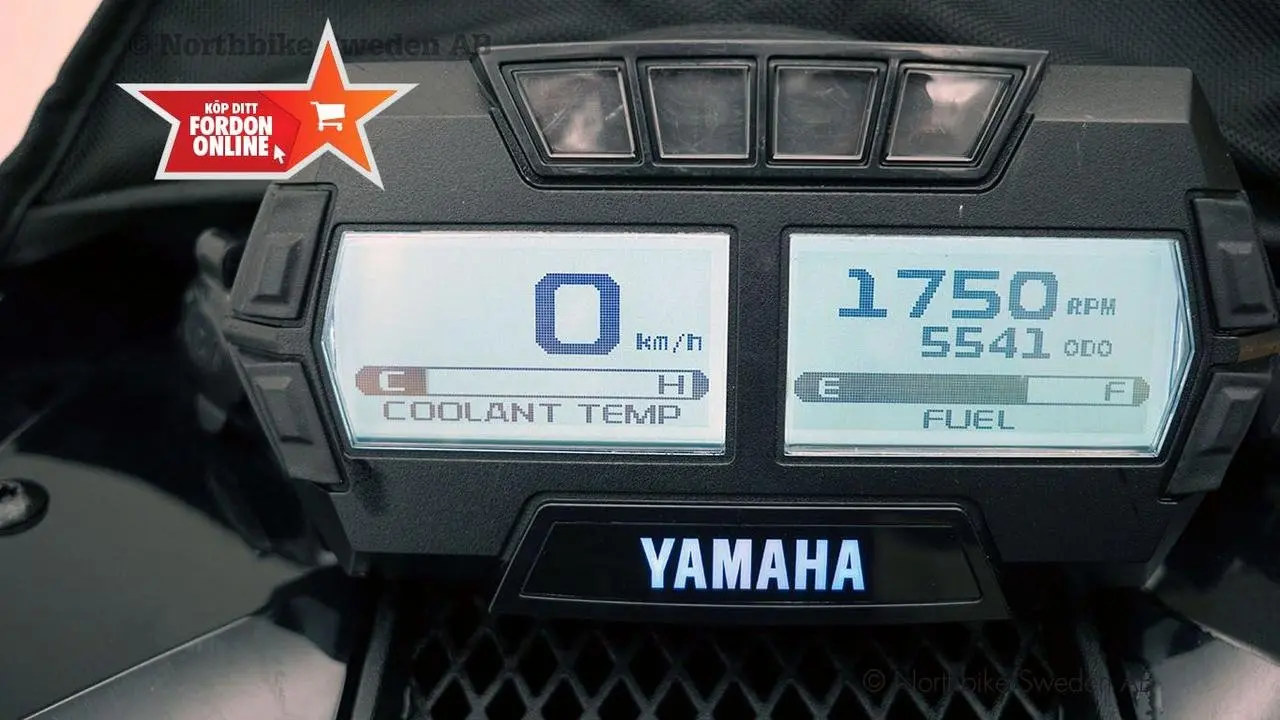 © Northbike Sweden AB
KÖP DITT
FORDON
ONLINE
0 km/h
C H
COOLANT TEMP
1750 RPM
5541 ODO
E F
FUEL
YAMAHA
© Northbike Sweden AB